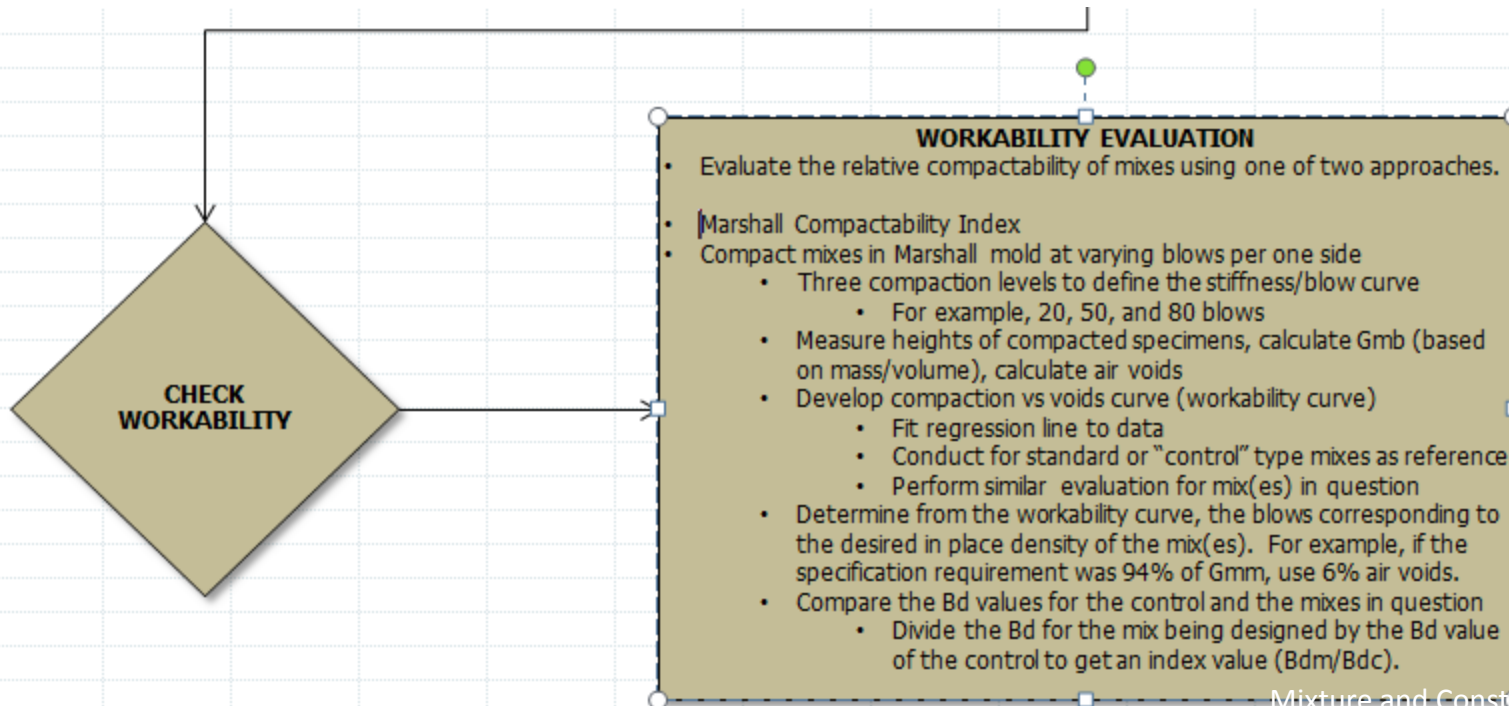 WORKABILITY EVALUATION
• Evaluate the relative compactability of mixes using one of two approaches.
• Marshall Compactability Index
• Compact mixes in Marshall mold at varying blows per one side
• Three compaction levels to define the stiffness/blow curve
• For example, 20, 50, and 80 blows
• Measure heights of compacted specimens, calculate Gmb (based
on mass/volume), calculate air voids
• Develop compaction vs voids curve (workability curve)
• Fit regression line to data
• Conduct for standard or “control” type mixes as reference
• Perform similar evaluation for mix(es) in question
• Determine from the workability curve, the blows corresponding to
the desired in place density of the mix(es). For example, if the
specification requirement was 94% of Gmm, use 6% air voids.
• Compare the Bd values for the control and the mixes in question
• Divide the Bd for the mix being designed by the Bd value
of the control to get an index value (Bdm/Bdc).
CHECK
WORKABILITY
Mixture and Const